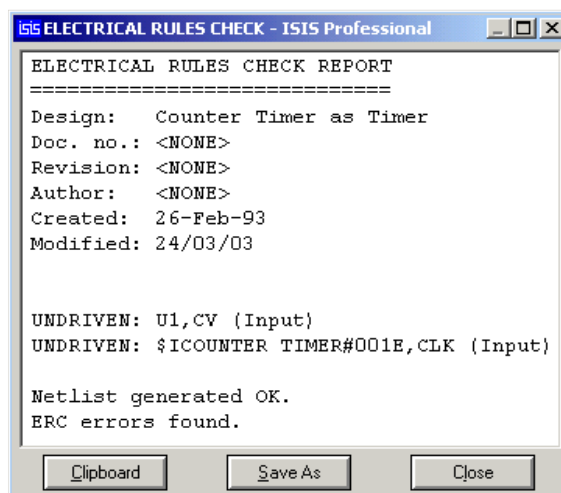 isis ELECTRICAL RULES CHECK - ISIS Professional
ELECTRICAL RULES CHECK REPORT
=============================
Design: Counter Timer as Timer
Doc. no.: <NONE>
Revision: <NONE>
Author: <NONE>
Created: 26-Feb-93
Modified: 24/03/03
UNDRIVEN: U1,CV (Input)
UNDRIVEN: $ICOUNTER TIMER#001E,CLK (Input)
Netlist generated OK.
ERC errors found.
Clipboard Save As Close